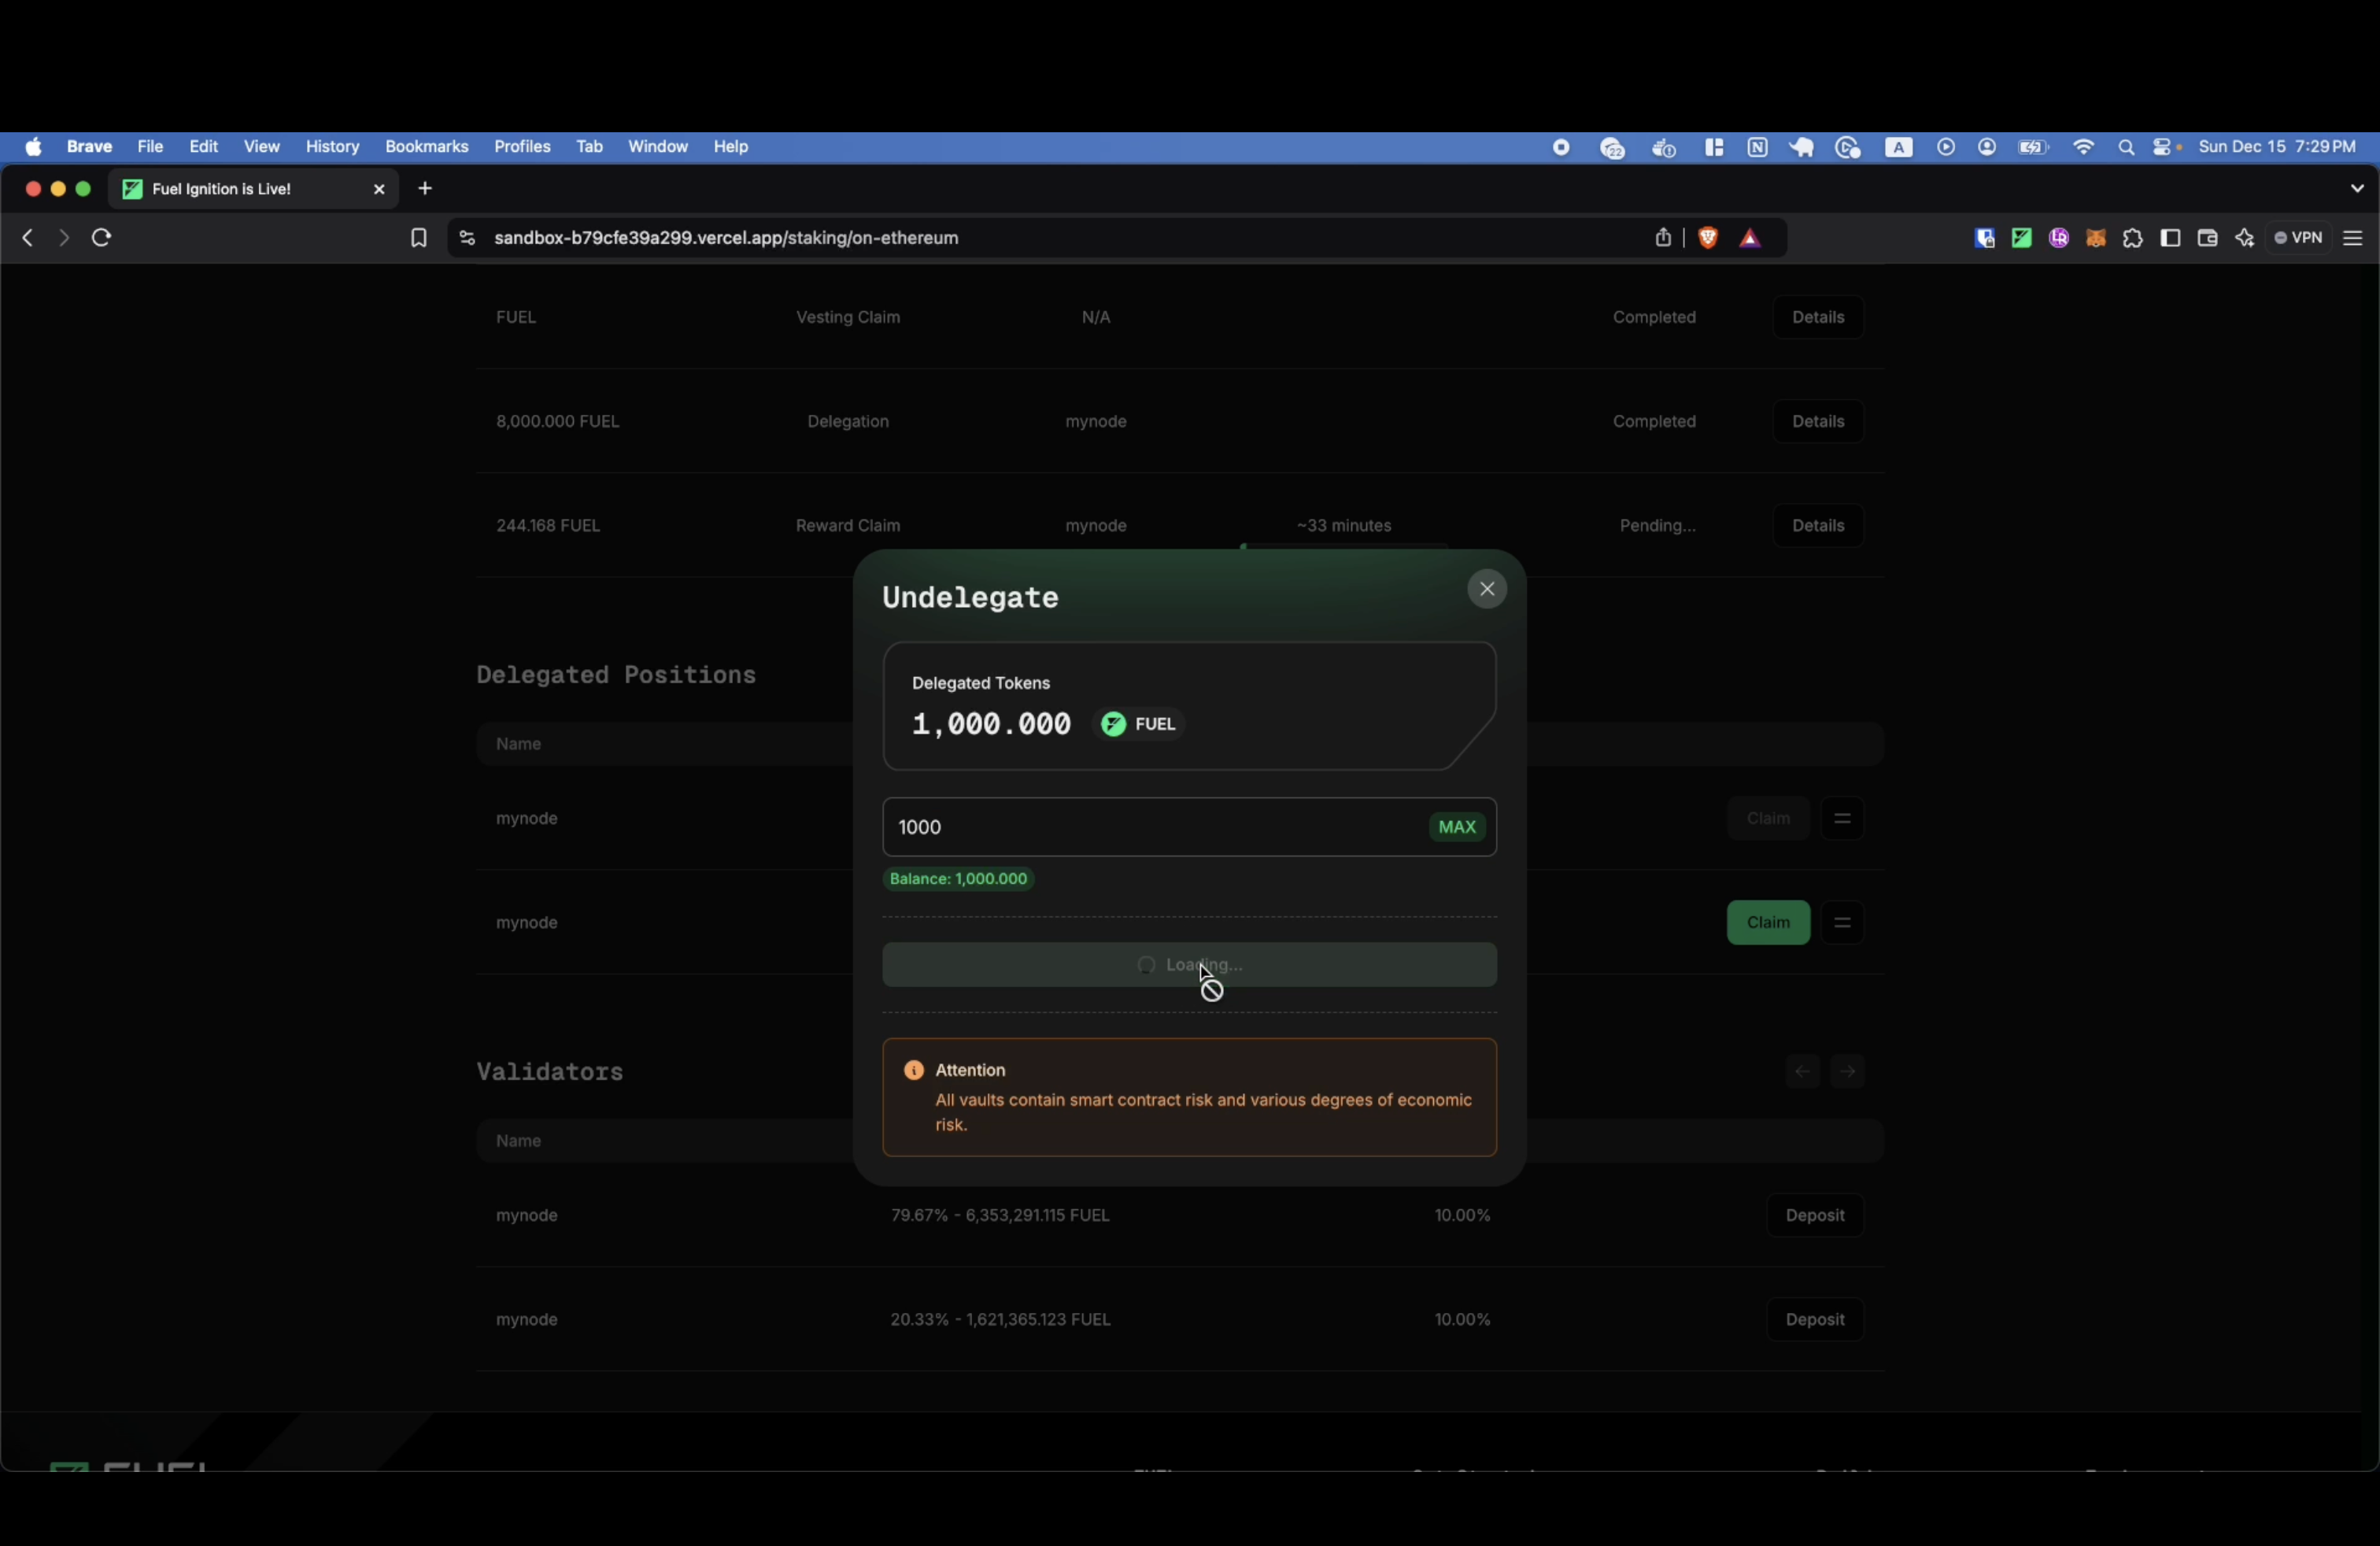 Brave File Edit View History Bookmarks Profiles Tab Window Help 22 A Sun Dec 15 7:29 PM
Fuel Ignition is Live!
sandbox-b79cfe39a299.vercel.app/staking/on-ethereum VPN
FUEL Vesting Claim N/A Completed Details
8,000.000 FUEL Delegation mynode Completed Details
244.168 FUEL Reward Claim mynode ~33 minutes Pending... Details
Undelegate
Delegated Positions
Delegated Tokens
1,000.000 FUEL
Name
mynode Claim
1000 MAX
Balance: 1,000.000
mynode Claim
Loading...
Attention
All vaults contain smart contract risk and various degrees of economic
risk.
Validators
Name
mynode 79.67% - 6,353,291.115 FUEL 10.00% Deposit
mynode 20.33% - 1,621,365.123 FUEL 10.00% Deposit
FUEL